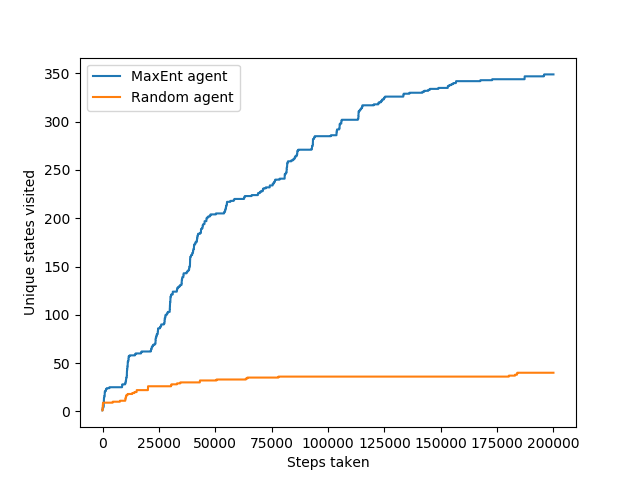 MaxEnt agent
Random agent
Unique states visited
350
300
250
200
150
100
50
0
0 25000 50000 75000 100000 125000 150000 175000 200000
Steps taken